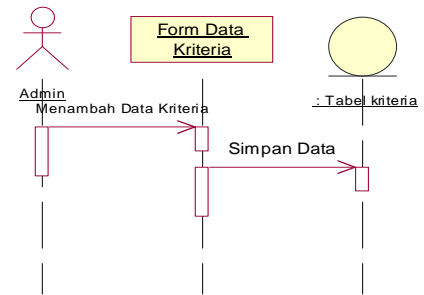 Form Data
Kriteria
Admin
: Tabel kriteria
Menambah Data Kriteria
Simpan Data